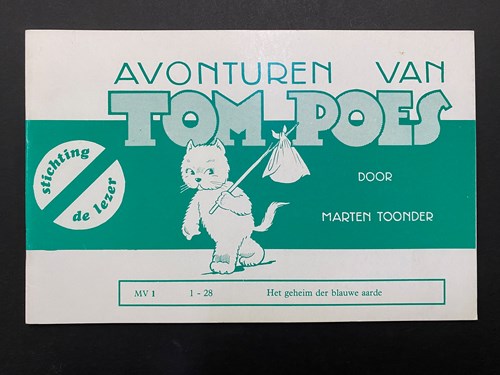 AVONTUREN VAN
TOM POES
stichting
de lezer
DOOR
MARTEN TOONDER
MV 1 1 - 28 Het geheim der blauwe aarde